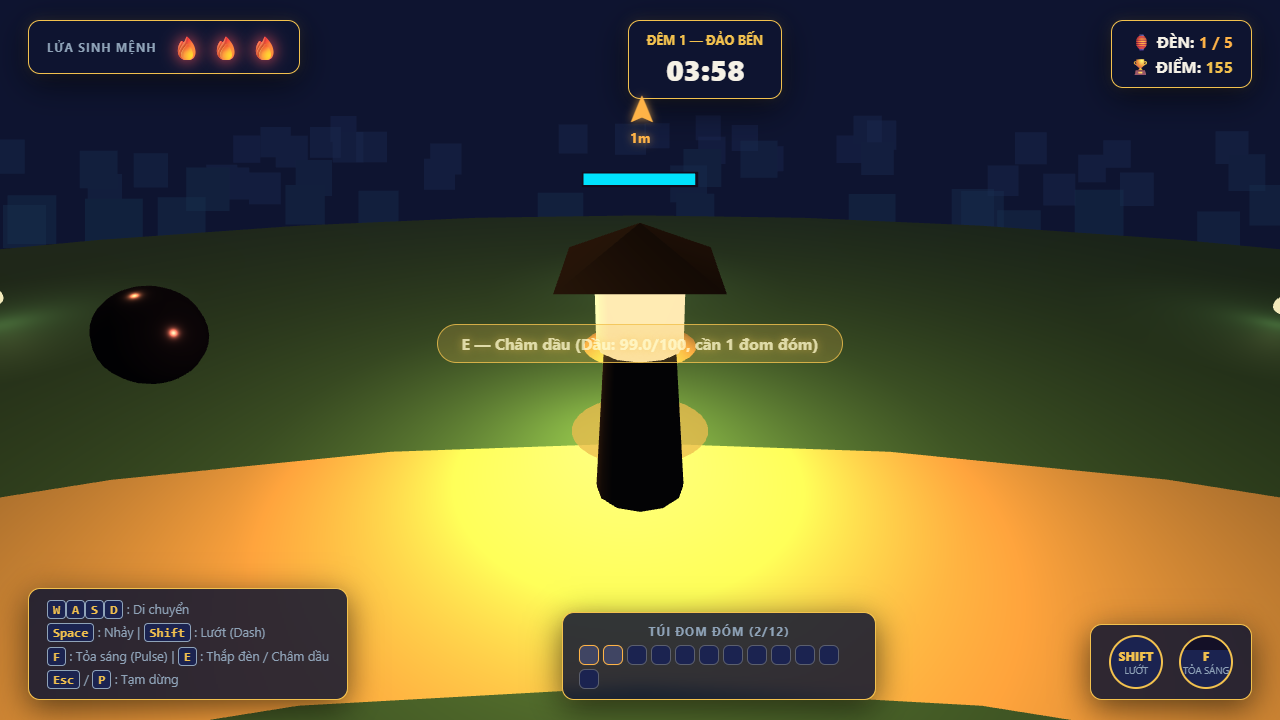 LỬA SINH MỆNH
ĐÊM 1 — ĐẢO BẾN
03:58
ĐÈN: 1 / 5
ĐIỂM: 155
1m
E — Châm dầu (Dầu: 99.0/100, cần 1 đom đóm)
W A S D : Di chuyển
Space : Nhảy | Shift : Lướt (Dash)
F : Tỏa sáng (Pulse) | E : Thắp đèn / Châm dầu
Esc / P : Tạm dừng
TÚI ĐOM ĐÓM (2/12)
SHIFT
LƯỚT
F
TỎA SÁNG